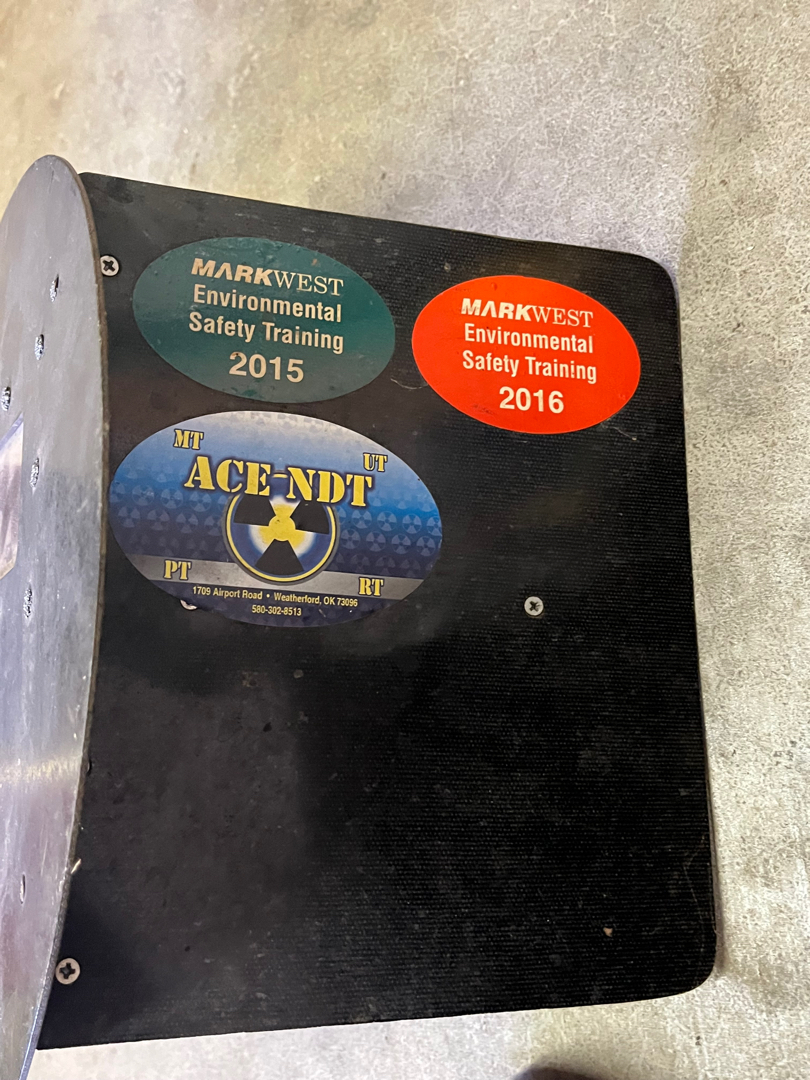 MARKWEST
Environmental
Safety Training
2015
MARKWEST
Environmental
Safety Training
2016
MT
UT
ACE-NDT
PT
RT
1709 Airport Road • Weatherford, OK 73096
580-302-8513